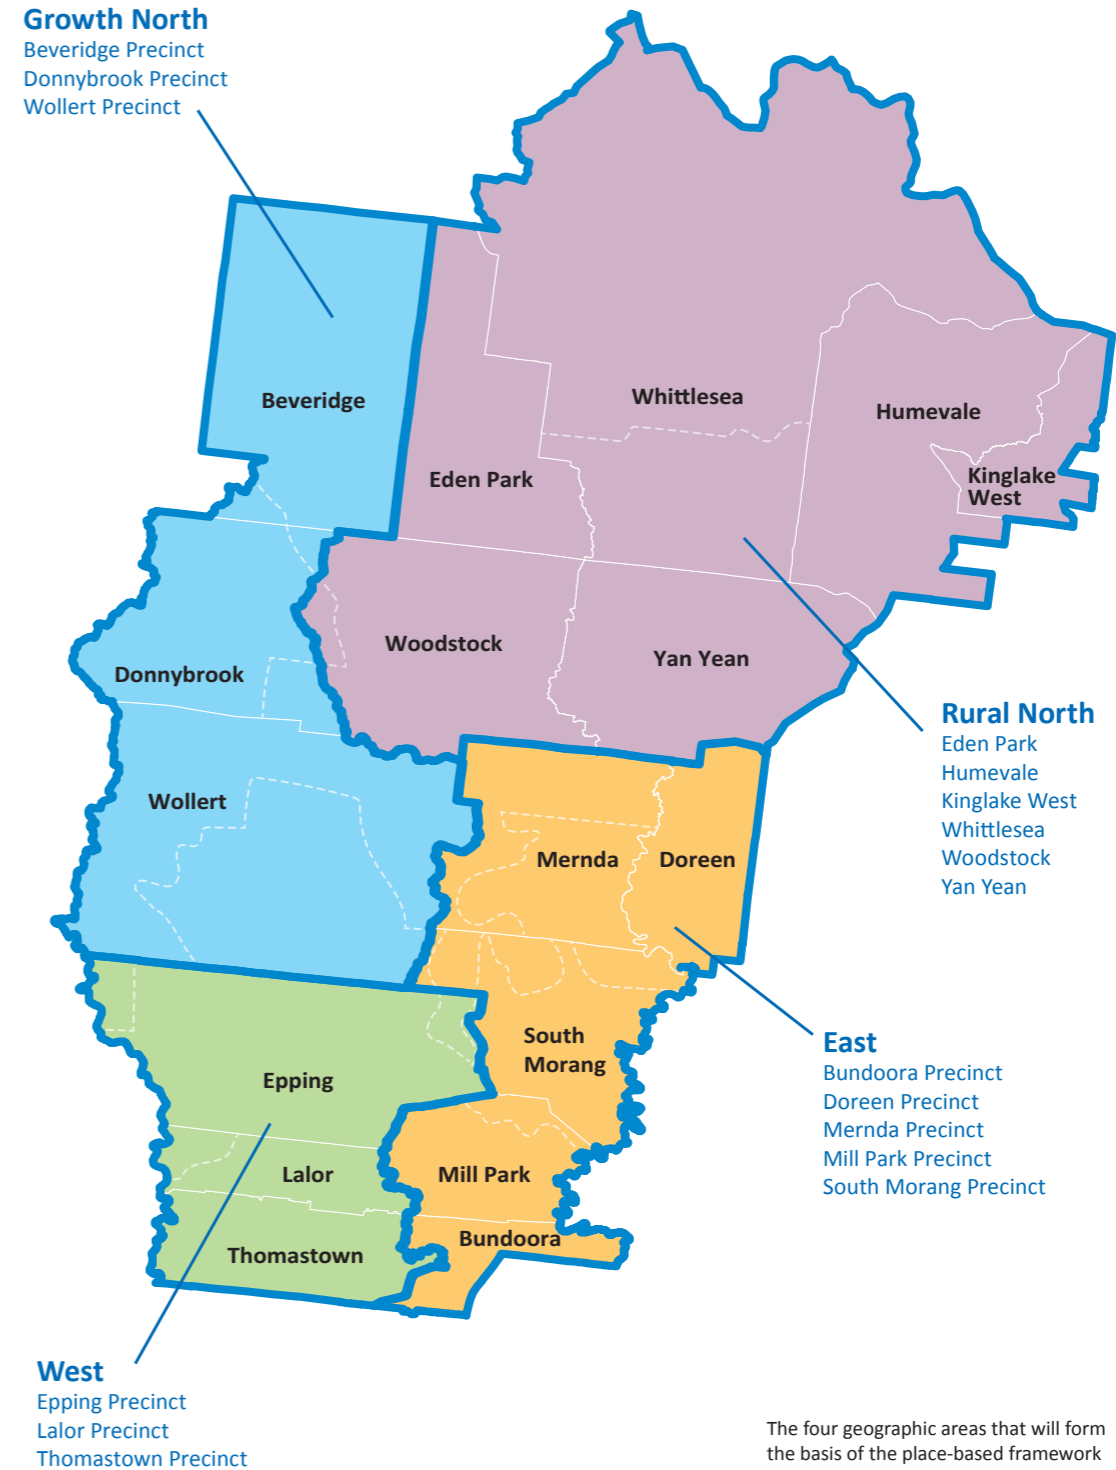 Growth North
Beveridge Precinct
Donnybrook Precinct
Wollert Precinct
Beveridge
Whittlesea
Humevale
Eden Park
Kinglake
West
Woodstock
Yan Yean
Donnybrook
Rural North
Eden Park
Humevale
Kinglake West
Whittlesea
Woodstock
Yan Yean
Wollert
Mernda
Doreen
South
Morang
East
Bundoora Precinct
Doreen Precinct
Mernda Precinct
Mill Park Precinct
South Morang Precinct
Epping
Lalor
Mill Park
Bundoora
Thomastown
West
Epping Precinct
Lalor Precinct
Thomastown Precinct
The four geographic areas that will form
the basis of the place-based framework